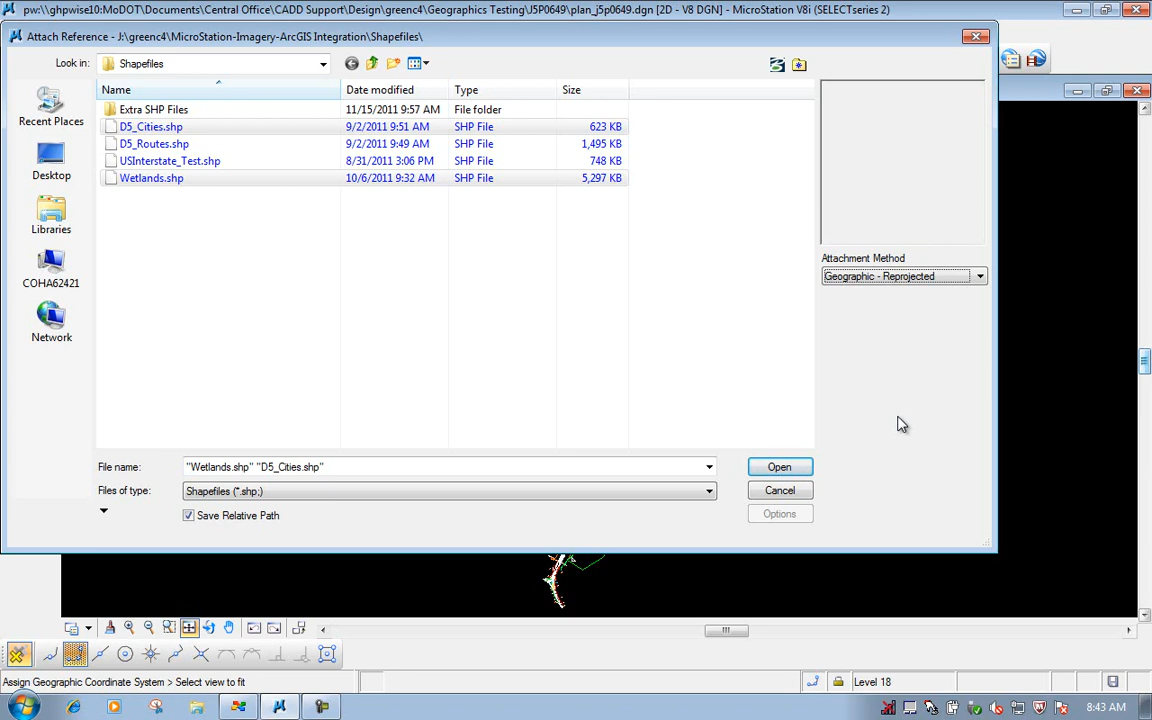 pw:\\ghpwise10:MoDOT\Documents\Central Office\CADD Support\Design\greenc4\Geographics Testing\J5P0649\plan_j5p0649.dgn [2D - V8 DGN] - MicroStation V8i (SELECTseries 2)
Attach Reference - J:\greenc4\MicroStation-Imagery-ArcGIS Integration\Shapefiles\
Look in: Shapefiles
Name Date modified Type Size
Extra SHP Files 11/15/2011 9:57 AM File folder
D5_Cities.shp 9/2/2011 9:51 AM SHP File 623 KB
D5_Routes.shp 9/2/2011 9:49 AM SHP File 1,495 KB
USInterstate_Test.shp 8/31/2011 3:06 PM SHP File 748 KB
Wetlands.shp 10/6/2011 9:32 AM SHP File 5,297 KB
Recent Places
Desktop
Libraries
COHA62421
Network
Attachment Method
Geographic - Reprojected
File name: "Wetlands.shp" "D5_Cities.shp" Open
Files of type: Shapefiles (*.shp;) Cancel
Save Relative Path Options
Assign Geographic Coordinate System > Select view to fit Level 18
8:43 AM